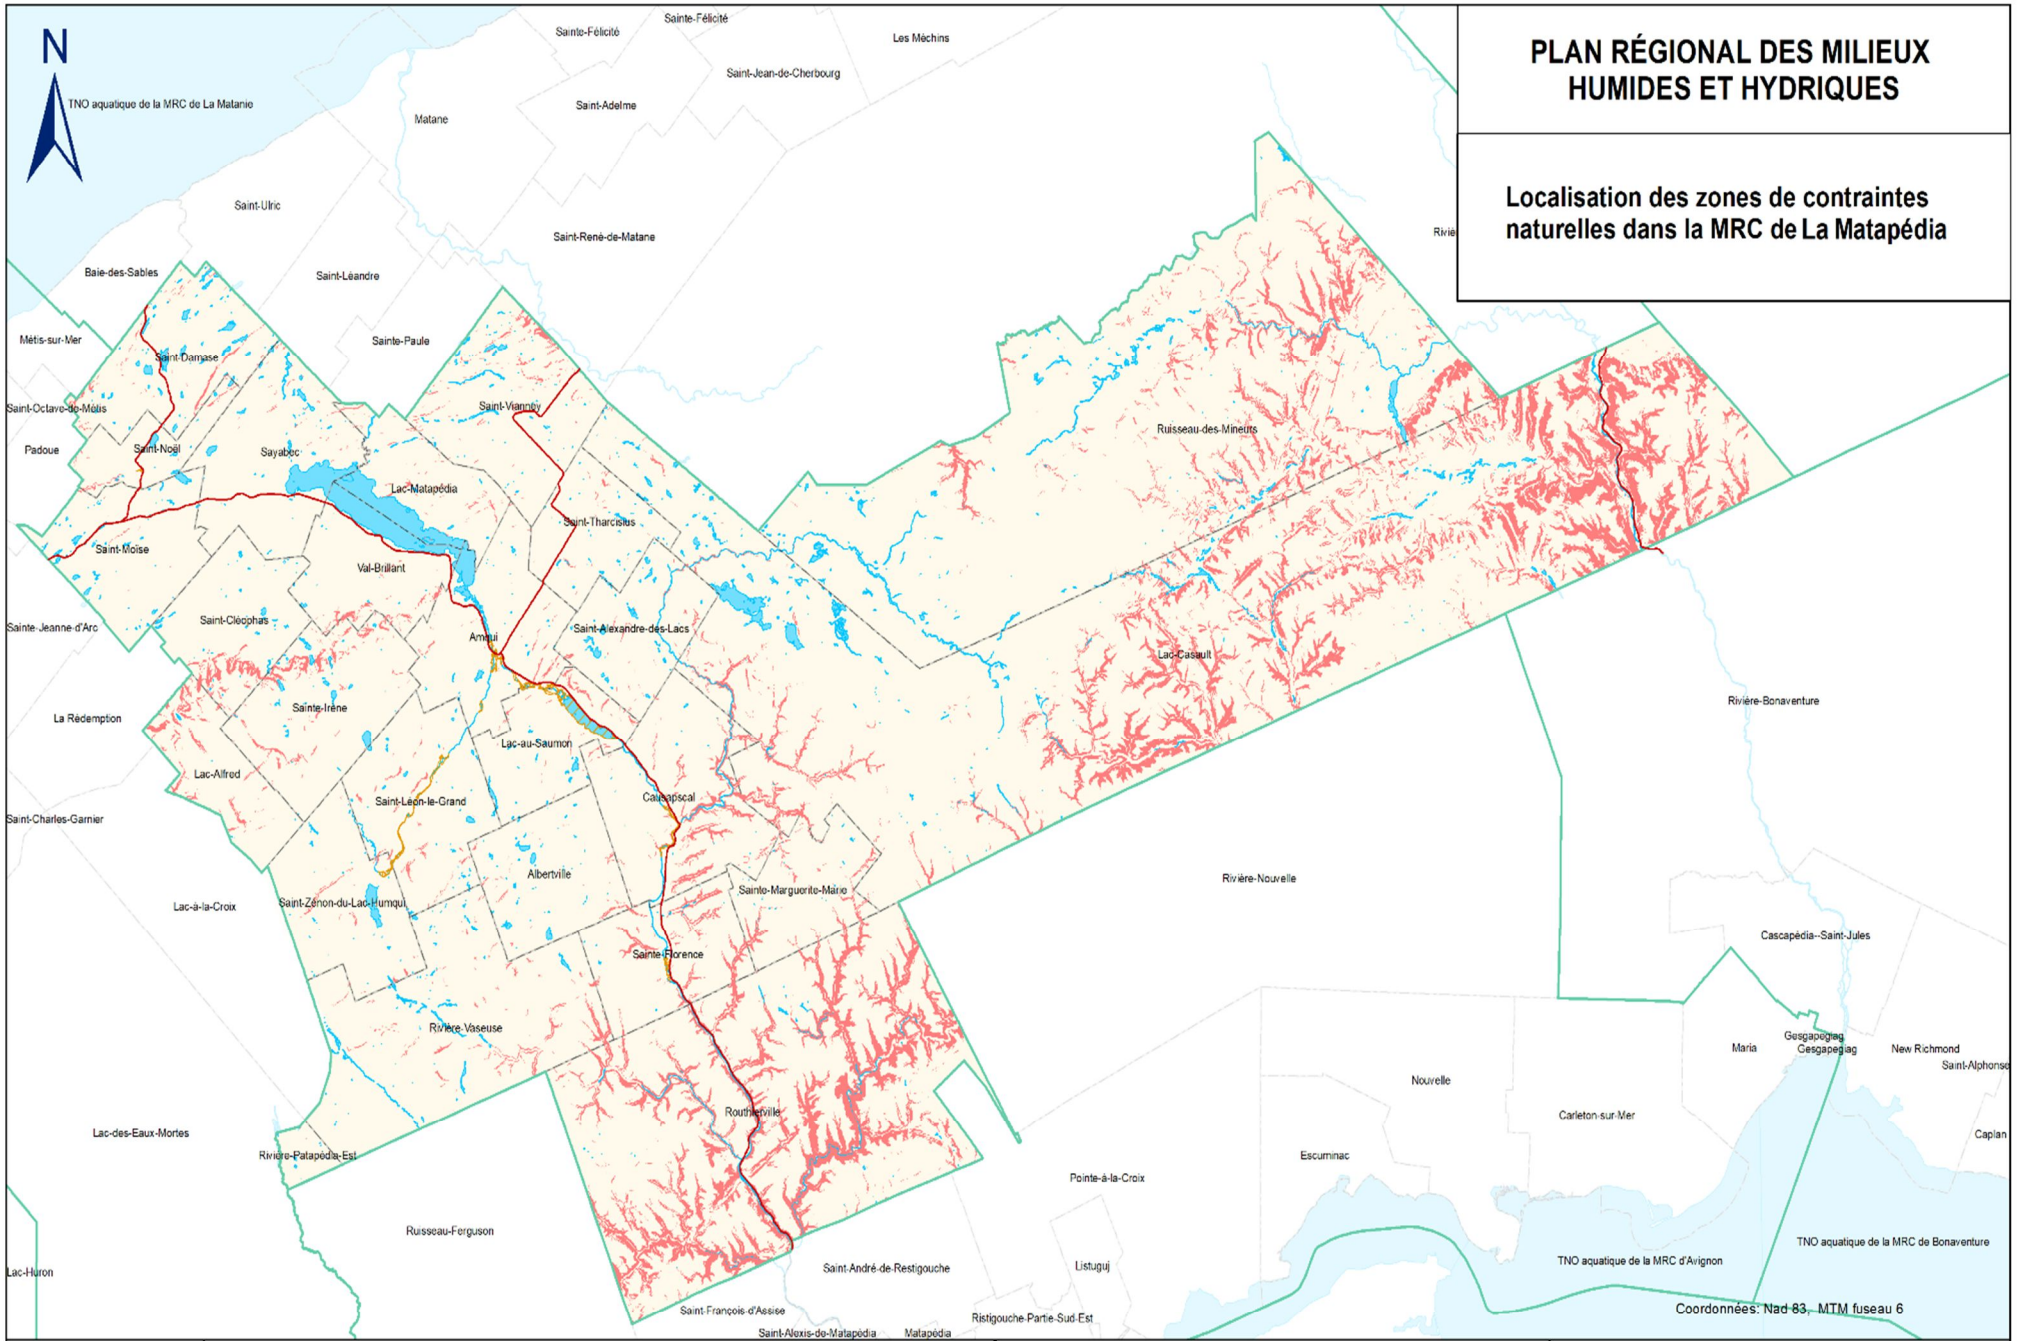 PLAN RÉGIONAL DES MILIEUX
HUMIDES ET HYDRIQUES
Localisation des zones de contraintes
naturelles dans la MRC de La Matapédia
N
TNO aquatique de la MRC de La Matanie
Sainte-Félicité
Sainte-Félicité
Les Méchins
Saint-Jean-de-Cherbourg
Saint-Adelme
Matane
Saint-Ulric
Saint-René-de-Matane
Baie-des-Sables
Saint-Léandre
Métis-sur-Mer
Saint-Damase
Sainte-Paule
Saint-Octave-de-Métis
Saint-Vianney
Ruisseau-des-Mineurs
Padoue
Saint-Noël
Sayabec
Lac-Matapédia
Saint-Tharcisius
Saint-Moïse
Val-Brillant
Sainte-Jeanne-d'Arc
Saint-Cléophas
Amqui
Saint-Alexandre-des-Lacs
Lac-Casault
Rivière-Bonaventure
La Rédemption
Sainte-Irène
Lac-au-Saumon
Lac-Alfred
Saint-Léon-le-Grand
Causapscal
Saint-Charles-Garnier
Albertville
Sainte-Marguerite-Marie
Rivière-Nouvelle
Lac-à-la-Croix
Saint-Zénon-du-Lac-Humqui
Cascapédia--Saint-Jules
Sainte-Florence
Rivière-Vaseuse
Gesgapegiag
Gesgapegiag
Maria
New Richmond
Saint-Alphonse
Nouvelle
Routhierville
Carleton-sur-Mer
Lac-des-Eaux-Mortes
Caplan
Rivière-Patapédia-Est
Escuminac
Pointe-à-la-Croix
Ruisseau-Ferguson
Saint-André-de-Restigouche
Listuguj
TNO aquatique de la MRC d'Avignon
TNO aquatique de la MRC de Bonaventure
Lac-Huron
Saint-François-d'Assise
Ristigouche-Partie-Sud-Est
Saint-Alexis-de-Matapédia
Matapédia
Coordonnées: Nad 83, MTM fuseau 6